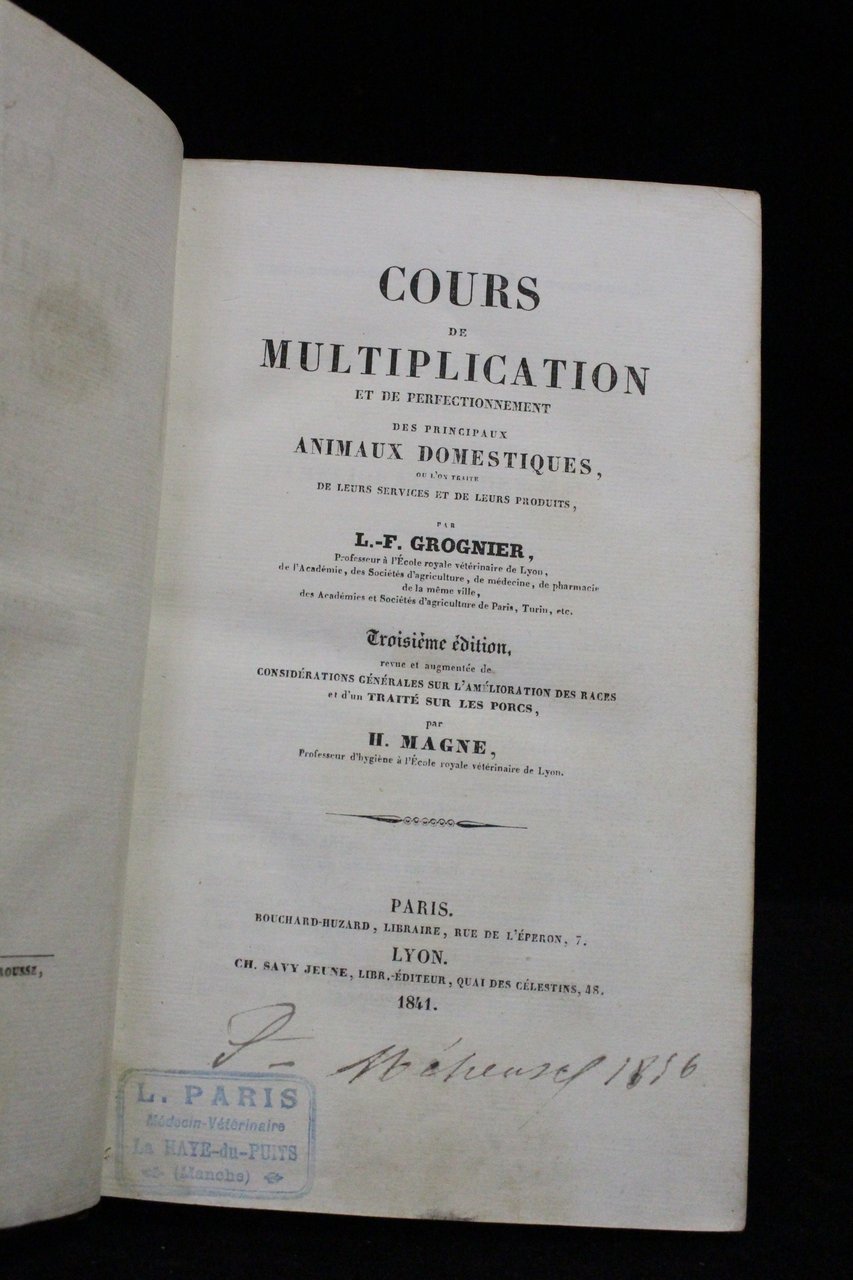 COURS
DE
MULTIPLICATION
ET DE PERFECTIONNEMENT
DES PRINCIPAUX
ANIMAUX DOMESTIQUES,
OU L'ON TRAITE
DE LEURS SERVICES ET DE LEURS PRODUITS,
PAR
L.-F. GROGNIER,
Professeur à l'École royale vétérinaire de Lyon,
de l'Académie, des Sociétés d'agriculture, de médecine, de pharmacie
de la même ville,
des Académies et Sociétés d'agriculture de Paris, Turin, etc.
Troisième édition,
revue et augmentée de
CONSIDÉRATIONS GÉNÉRALES SUR L'AMÉLIORATION DES RACES
et d'un TRAITÉ SUR LES PORCS,
par
H. MAGNE,
Professeur d'hygiène à l'École royale vétérinaire de Lyon.
PARIS.
BOUCHARD-HUZARD, LIBRAIRE, RUE DE L'ÉPERON, 7.
LYON.
CH. SAVY JEUNE, LIBR.-ÉDITEUR, QUAI DES CÉLESTINS, 48.
1841.
L. PARIS
Médecin-Vétérinaire
La HAYE-du-PUITS
(Manche)